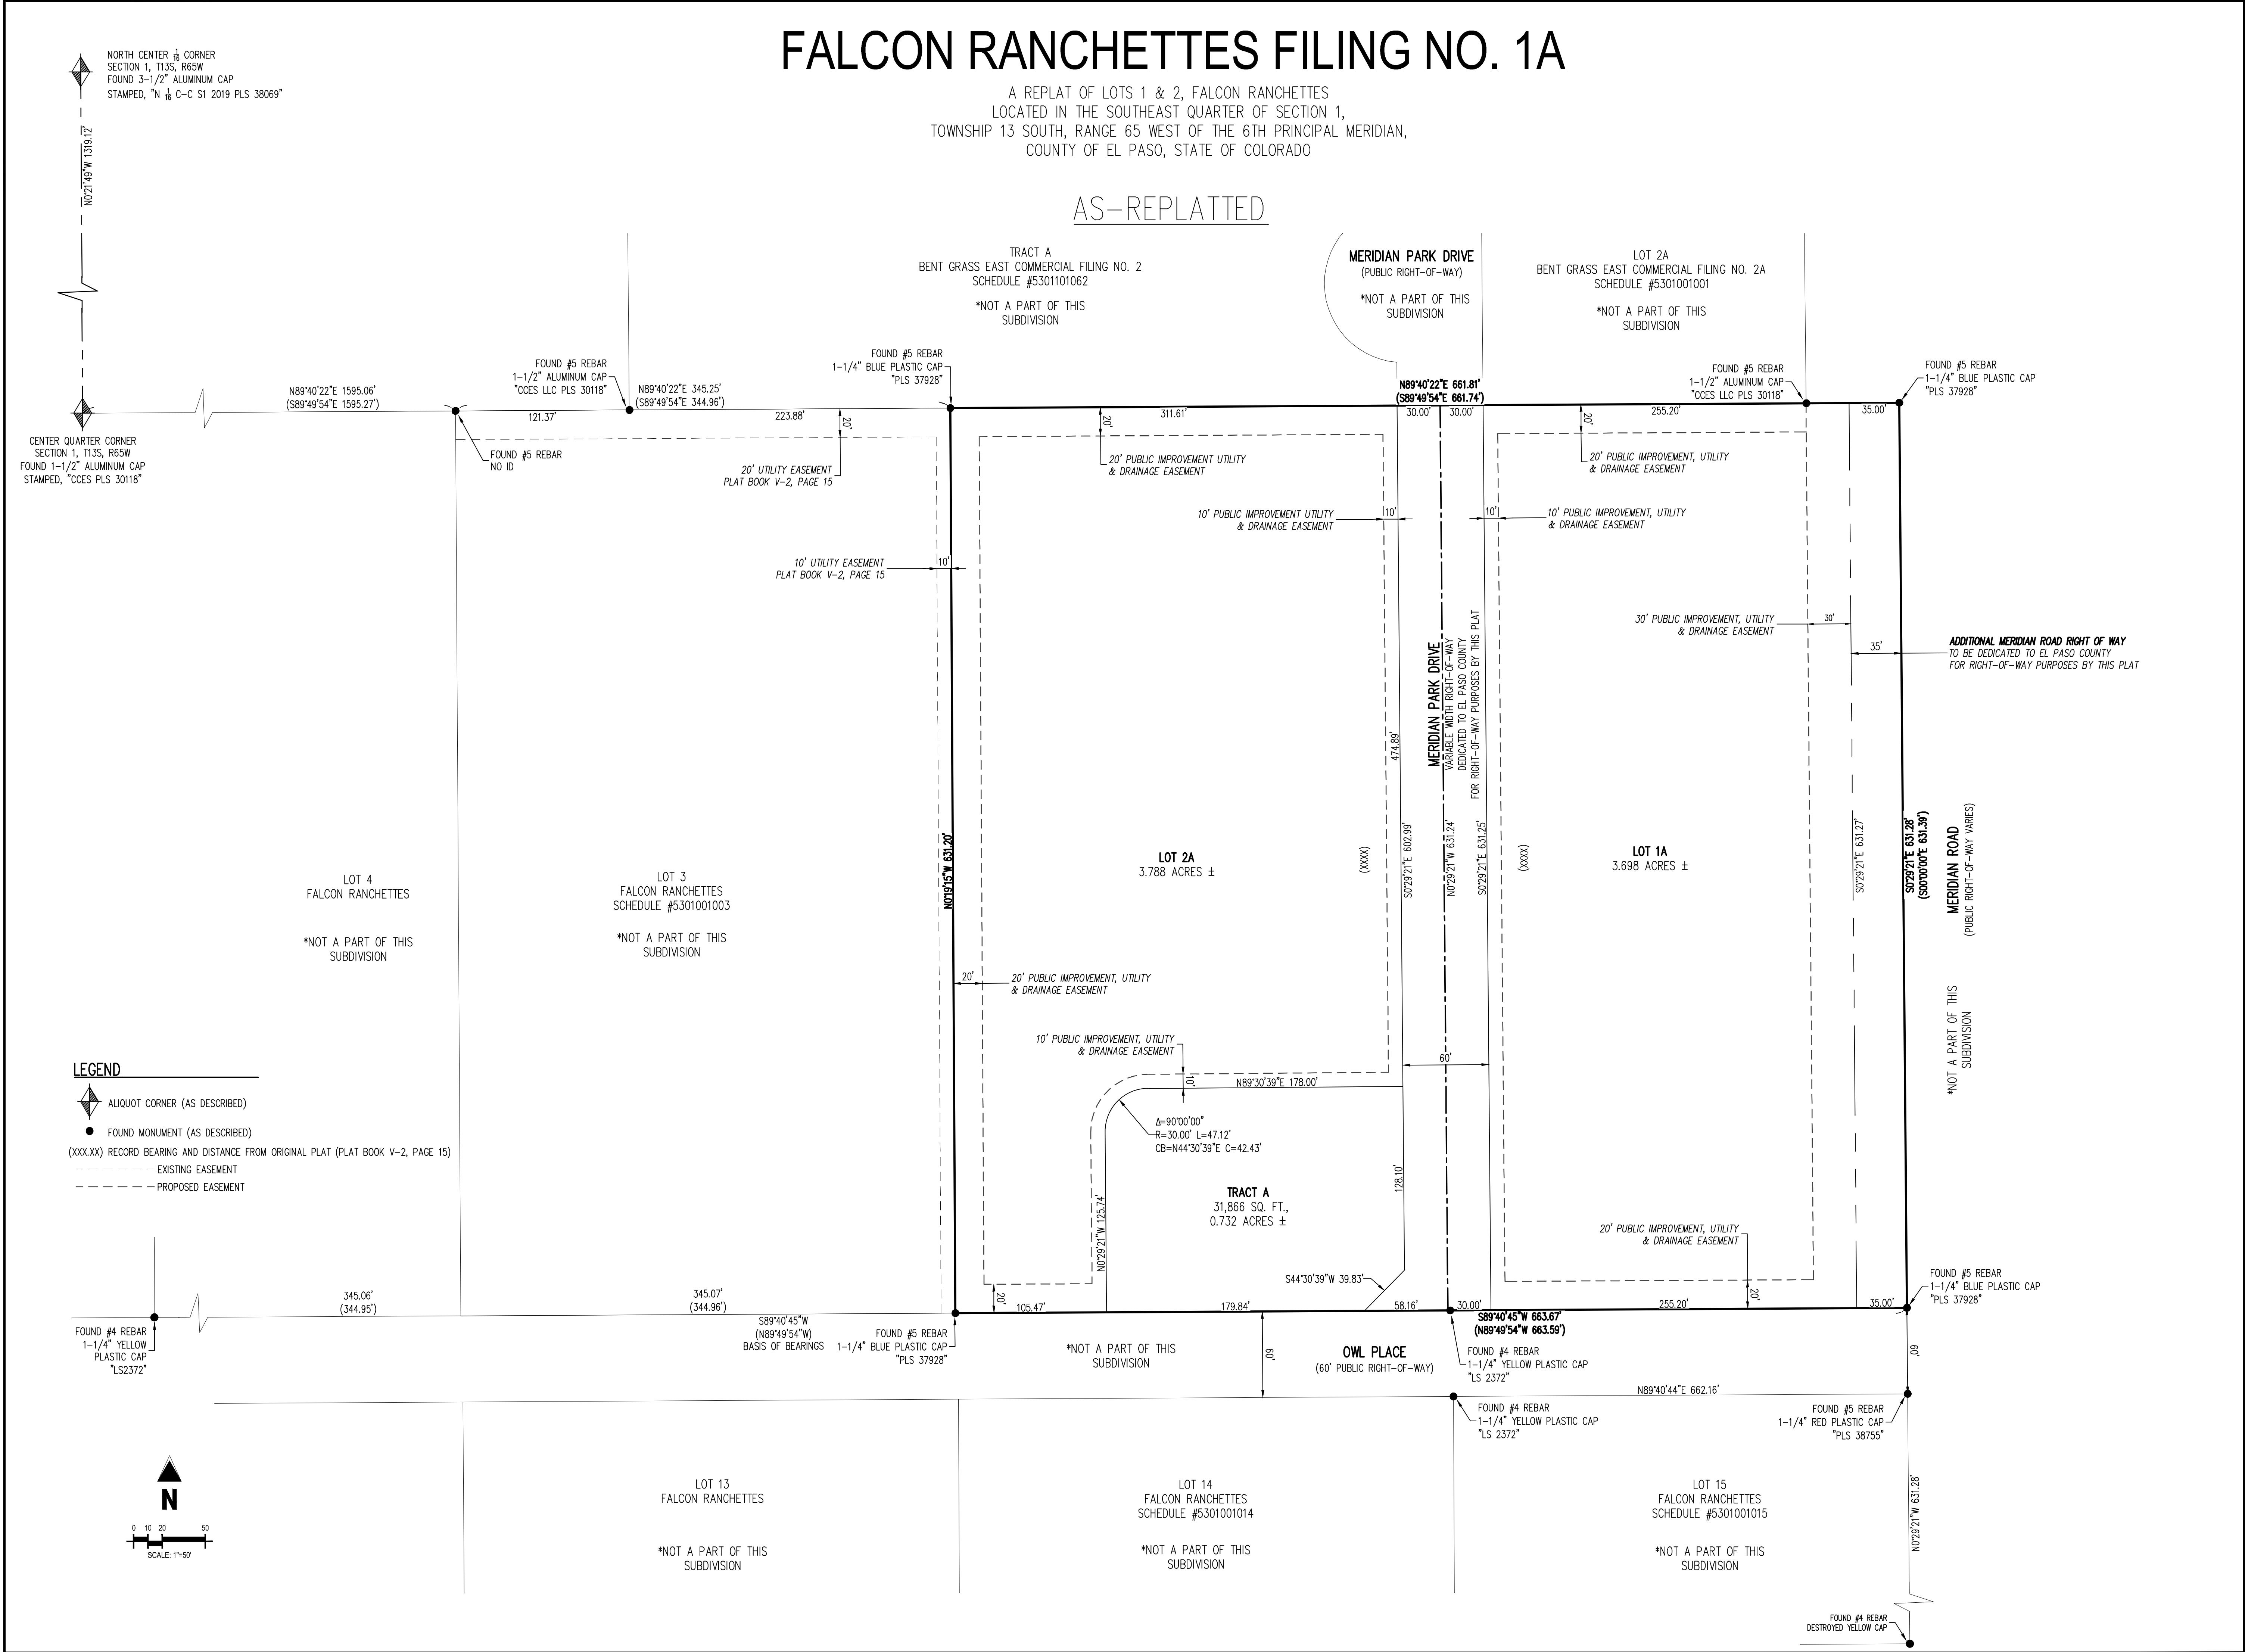 FALCON RANCHETTES FILING NO. 1A
A REPLAT OF LOTS 1 & 2, FALCON RANCHETTES
LOCATED IN THE SOUTHEAST QUARTER OF SECTION 1,
TOWNSHIP 13 SOUTH, RANGE 65 WEST OF THE 6TH PRINCIPAL MERIDIAN,
COUNTY OF EL PASO, STATE OF COLORADO
AS-REPLATTED
NORTH CENTER 1/16 CORNER
SECTION 1, T13S, R65W
FOUND 3-1/2" ALUMINUM CAP
STAMPED, "N 1/16 C-C S1 2019 PLS 38069"
N0°21'49"W 1319.12'
TRACT A
BENT GRASS EAST COMMERCIAL FILING NO. 2
SCHEDULE #5301101062
*NOT A PART OF THIS
SUBDIVISION
MERIDIAN PARK DRIVE
(PUBLIC RIGHT-OF-WAY)
*NOT A PART OF THIS
SUBDIVISION
LOT 2A
BENT GRASS EAST COMMERCIAL FILING NO. 2A
SCHEDULE #5301001001
*NOT A PART OF THIS
SUBDIVISION
N89°40'22"E 1595.06'
(S89°49'54"E 1595.27')
FOUND #5 REBAR
1-1/2" ALUMINUM CAP
"CCES LLC PLS 30118"
N89°40'22"E 345.25'
(S89°49'54"E 344.96')
FOUND #5 REBAR
1-1/4" BLUE PLASTIC CAP
"PLS 37928"
N89°40'22"E 661.81'
(S89°49'54"E 661.74')
FOUND #5 REBAR
1-1/2" ALUMINUM CAP
"CCES LLC PLS 30118"
FOUND #5 REBAR
1-1/4" BLUE PLASTIC CAP
"PLS 37928"
121.37'
223.88'
311.61'
30.00'
30.00'
255.20'
35.00'
CENTER QUARTER CORNER
SECTION 1, T13S, R65W
FOUND 1-1/2" ALUMINUM CAP
STAMPED, "CCES PLS 30118"
FOUND #5 REBAR
NO ID
20'
20' UTILITY EASEMENT
PLAT BOOK V-2, PAGE 15
20'
20' PUBLIC IMPROVEMENT UTILITY
& DRAINAGE EASEMENT
20'
20' PUBLIC IMPROVEMENT, UTILITY
& DRAINAGE EASEMENT
10' PUBLIC IMPROVEMENT UTILITY
& DRAINAGE EASEMENT
10'
10'
10' PUBLIC IMPROVEMENT, UTILITY
& DRAINAGE EASEMENT
10' UTILITY EASEMENT
PLAT BOOK V-2, PAGE 15
10'
30' PUBLIC IMPROVEMENT, UTILITY
& DRAINAGE EASEMENT
30'
35'
ADDITIONAL MERIDIAN ROAD RIGHT OF WAY
TO BE DEDICATED TO EL PASO COUNTY
FOR RIGHT-OF-WAY PURPOSES BY THIS PLAT
MERIDIAN PARK DRIVE
VARIABLE WIDTH RIGHT-OF-WAY
DEDICATED TO EL PASO COUNTY
FOR RIGHT-OF-WAY PURPOSES BY THIS PLAT
474.89'
LOT 4
FALCON RANCHETTES
*NOT A PART OF THIS
SUBDIVISION
LOT 3
FALCON RANCHETTES
SCHEDULE #5301001003
*NOT A PART OF THIS
SUBDIVISION
N0°19'15"W 631.20'
LOT 2A
3.788 ACRES ±
(XXXX)
S0°29'21"E 602.99'
N0°29'21"W 631.24'
S0°29'21"E 631.25'
(XXXX)
LOT 1A
3.698 ACRES ±
S0°29'21"E 631.27'
S0°29'21"E 631.28'
(S00°00'00"E 631.39')
MERIDIAN ROAD
(PUBLIC RIGHT-OF-WAY VARIES)
*NOT A PART OF THIS
SUBDIVISION
20'
20' PUBLIC IMPROVEMENT, UTILITY
& DRAINAGE EASEMENT
10' PUBLIC IMPROVEMENT, UTILITY
& DRAINAGE EASEMENT
10'
N89°30'39"E 178.00'
60'
Δ=90°00'00"
R=30.00' L=47.12'
CB=N44°30'39"E C=42.43'
TRACT A
31,866 SQ. FT.,
0.732 ACRES ±
N0°29'21"W 125.74'
128.10'
S44°30'39"W 39.83'
20' PUBLIC IMPROVEMENT, UTILITY
& DRAINAGE EASEMENT
20'
20'
LEGEND
ALIQUOT CORNER (AS DESCRIBED)
FOUND MONUMENT (AS DESCRIBED)
(XXX.XX) RECORD BEARING AND DISTANCE FROM ORIGINAL PLAT (PLAT BOOK V-2, PAGE 15)
EXISTING EASEMENT
PROPOSED EASEMENT
345.06'
(344.95')
345.07'
(344.96')
105.47'
179.84'
58.16'
30.00'
255.20'
35.00'
S89°40'45"W
(N89°49'54"W)
BASIS OF BEARINGS
S89°40'45"W 663.67'
(N89°49'54"W 663.59')
FOUND #5 REBAR
1-1/4" BLUE PLASTIC CAP
"PLS 37928"
FOUND #4 REBAR
1-1/4" YELLOW
PLASTIC CAP
"LS2372"
FOUND #5 REBAR
1-1/4" BLUE PLASTIC CAP
"PLS 37928"
*NOT A PART OF THIS
SUBDIVISION
60'
OWL PLACE
(60' PUBLIC RIGHT-OF-WAY)
FOUND #4 REBAR
1-1/4" YELLOW PLASTIC CAP
"LS 2372"
60'
N89°40'44"E 662.16'
FOUND #4 REBAR
1-1/4" YELLOW PLASTIC CAP
"LS 2372"
FOUND #5 REBAR
1-1/4" RED PLASTIC CAP
"PLS 38755"
N
0 10 20 50
SCALE: 1"=50'
LOT 13
FALCON RANCHETTES
*NOT A PART OF THIS
SUBDIVISION
LOT 14
FALCON RANCHETTES
SCHEDULE #5301001014
*NOT A PART OF THIS
SUBDIVISION
LOT 15
FALCON RANCHETTES
SCHEDULE #5301001015
*NOT A PART OF THIS
SUBDIVISION
N0°29'21"W 631.28'
FOUND #4 REBAR
DESTROYED YELLOW CAP